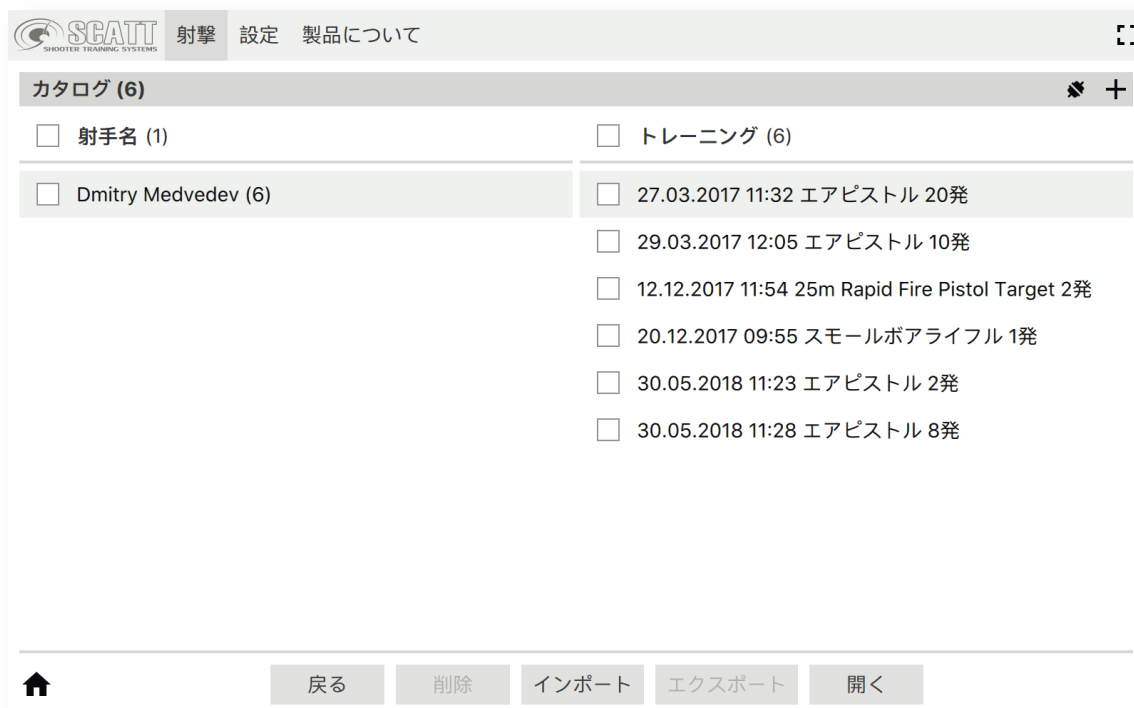 SCATT
SHOOTER TRAINING SYSTEMS
射撃 設定 製品について
カタログ (6)
射手名 (1)
トレーニング (6)
Dmitry Medvedev (6)
27.03.2017 11:32 エアピストル 20発
29.03.2017 12:05 エアピストル 10発
12.12.2017 11:54 25m Rapid Fire Pistol Target 2発
20.12.2017 09:55 スモールボアライフル 1発
30.05.2018 11:23 エアピストル 2発
30.05.2018 11:28 エアピストル 8発
戻る 削除 インポート エクスポート 開く